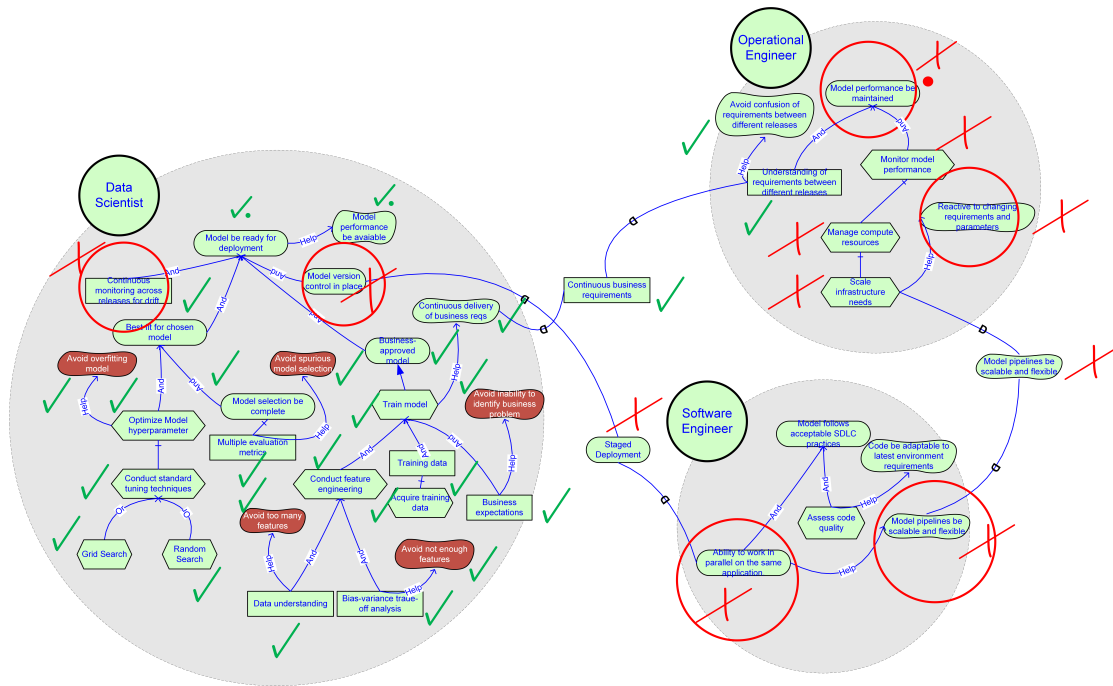 Operational
Engineer
Model performance be
maintained
Avoid confusion of
requirements between
different releases
And
And
Help
Monitor model
performance
Understanding of
requirements between
different releases
Reactive to changing
requirements and
parameters
Manage compute
resources
Help
Scale
infrastructure
needs
D
Continuous business
requirements
D
D
D
Model pipelines be
scalable and flexible
D
Data
Scientist
Model
performance
be avaiable
Model be ready for
deployment
Help
And
And
And
And
Continuous
monitoring across
releases for drift
Model version
control in place
Continuous delivery
of business reqs
Best fit for chosen
model
Business-
approved
model
Avoid overfitting
model
Avoid spurious
model selection
And
And
Help
Help
Help
Model selection be
complete
Train model
Avoid inability to
identify business
problem
Optimize Model
hyperparameter
Multiple evaluation
metrics
And
And
And
Help
Training data
Conduct standard
tuning techniques
Conduct feature
engineering
Acquire training
data
Business
expectations
Or
Or
Avoid too many
features
Grid Search
Random
Search
Help
And
And
Avoid not enough
features
Help
Data understanding
Bias-variance trade-
off analysis
Staged
Deployment
D
Software
Engineer
Model follows
acceptable SDLC
practices
Code be adaptable to
latest environment
requirements
And
And
Help
Assess code
quality
Model pipelines be
scalable and flexible
Ability to work in
parallel on the same
application.
Help